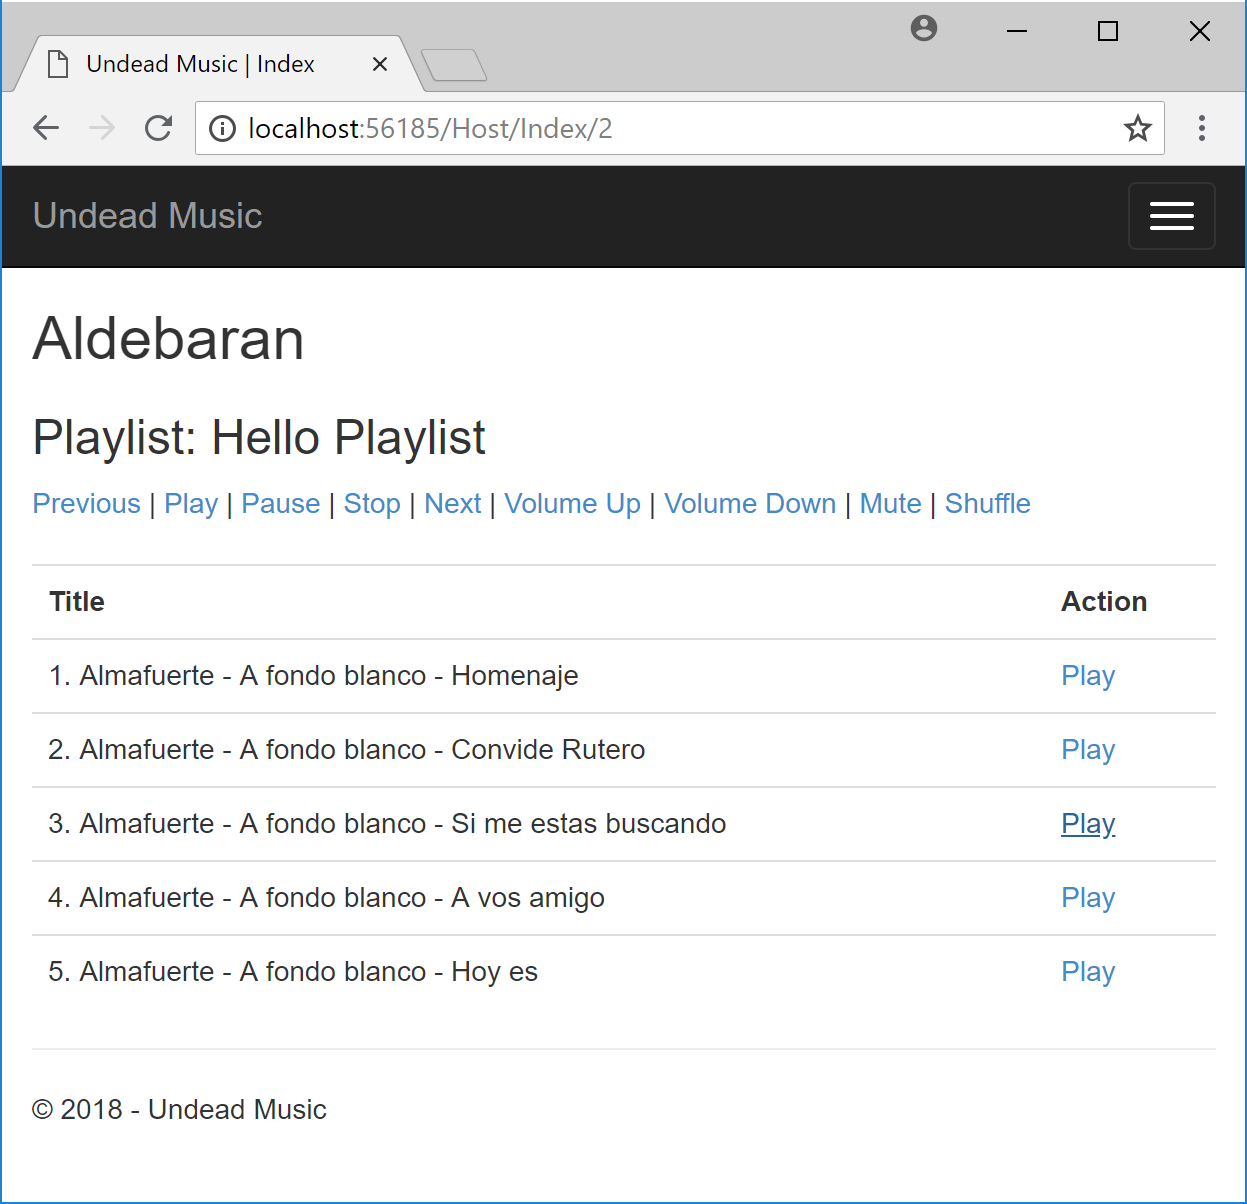 Undead Music | Index
localhost:56185/Host/Index/2
Undead Music
Aldebaran
Playlist: Hello Playlist
Previous | Play | Pause | Stop | Next | Volume Up | Volume Down | Mute | Shuffle
Title Action
1. Almafuerte - A fondo blanco - Homenaje Play
2. Almafuerte - A fondo blanco - Convide Rutero Play
3. Almafuerte - A fondo blanco - Si me estas buscando Play
4. Almafuerte - A fondo blanco - A vos amigo Play
5. Almafuerte - A fondo blanco - Hoy es Play
© 2018 - Undead Music